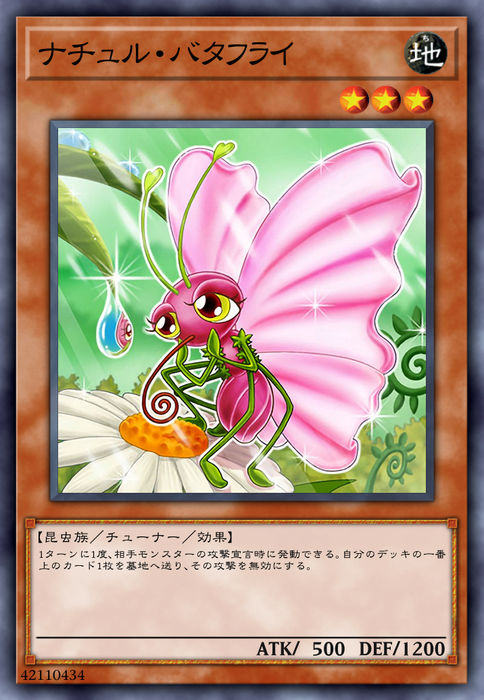 ナチュル・バタフライ
ち
地
【昆虫族／チューナー／効果】
1ターンに1度、相手モンスターの攻撃宣言時に発動できる。自分のデッキの一番
上のカード1枚を墓地へ送り、その攻撃を無効にする。
ATK/ 500 DEF/1200
42110434